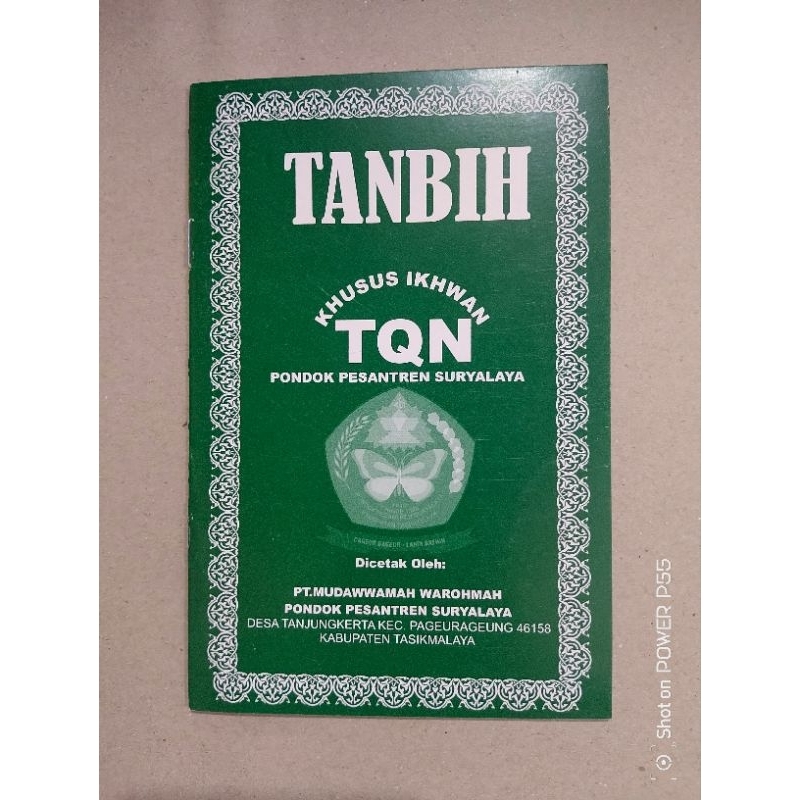 TANBIH
KHUSUS IKHWAN
TQN
PONDOK PESANTREN SURYALAYA
Dicetak Oleh:
PT.MUDAWWAMAH WAROHMAH
PONDOK PESANTREN SURYALAYA
DESA TANJUNGKERTA KEC. PAGEURAGEUNG 46158
KABUPATEN TASIKMALAYA
Shot on POWER P55